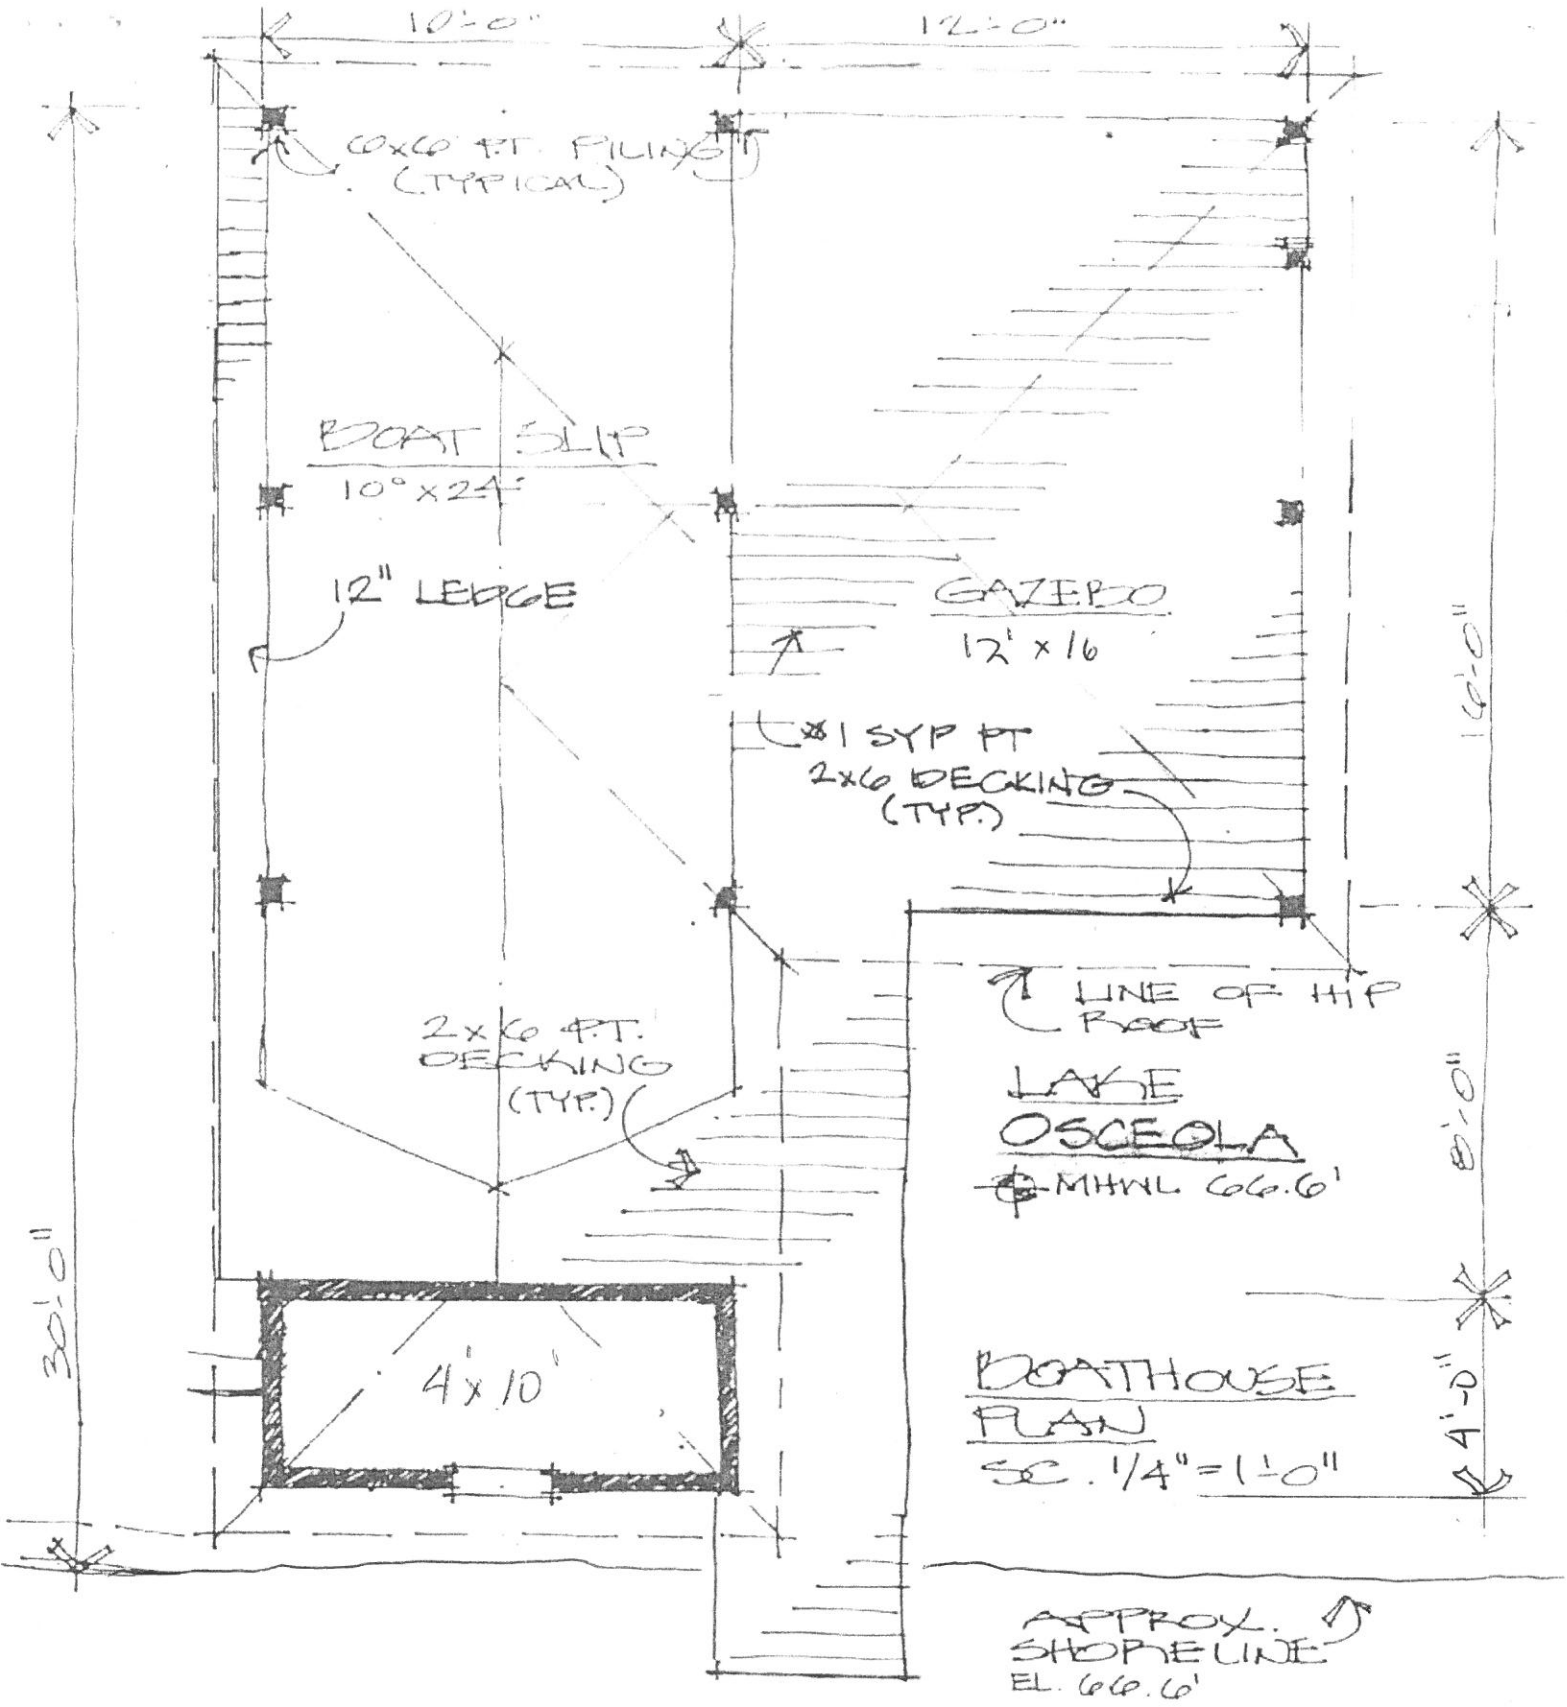 10'-0"
12'-0"
6x6 P.T. PILING
(TYPICAL)
BOAT SLIP
10° x 24'
12" LEDGE
GAZEBO
12' x 16
#1 SYP PT
2x6 DECKING
(TYP.)
16'-0"
LINE OF HIP
ROOF
2x6 P.T.
DECKING
(TYP.)
LAKE
OSCEOLA
MHWL 66.6'
8'-0"
30'-0"
4' x 10'
BOATHOUSE
PLAN
SC. 1/4" = 1'-0"
4'-0"
APPROX.
SHORELINE
EL. 66.6'